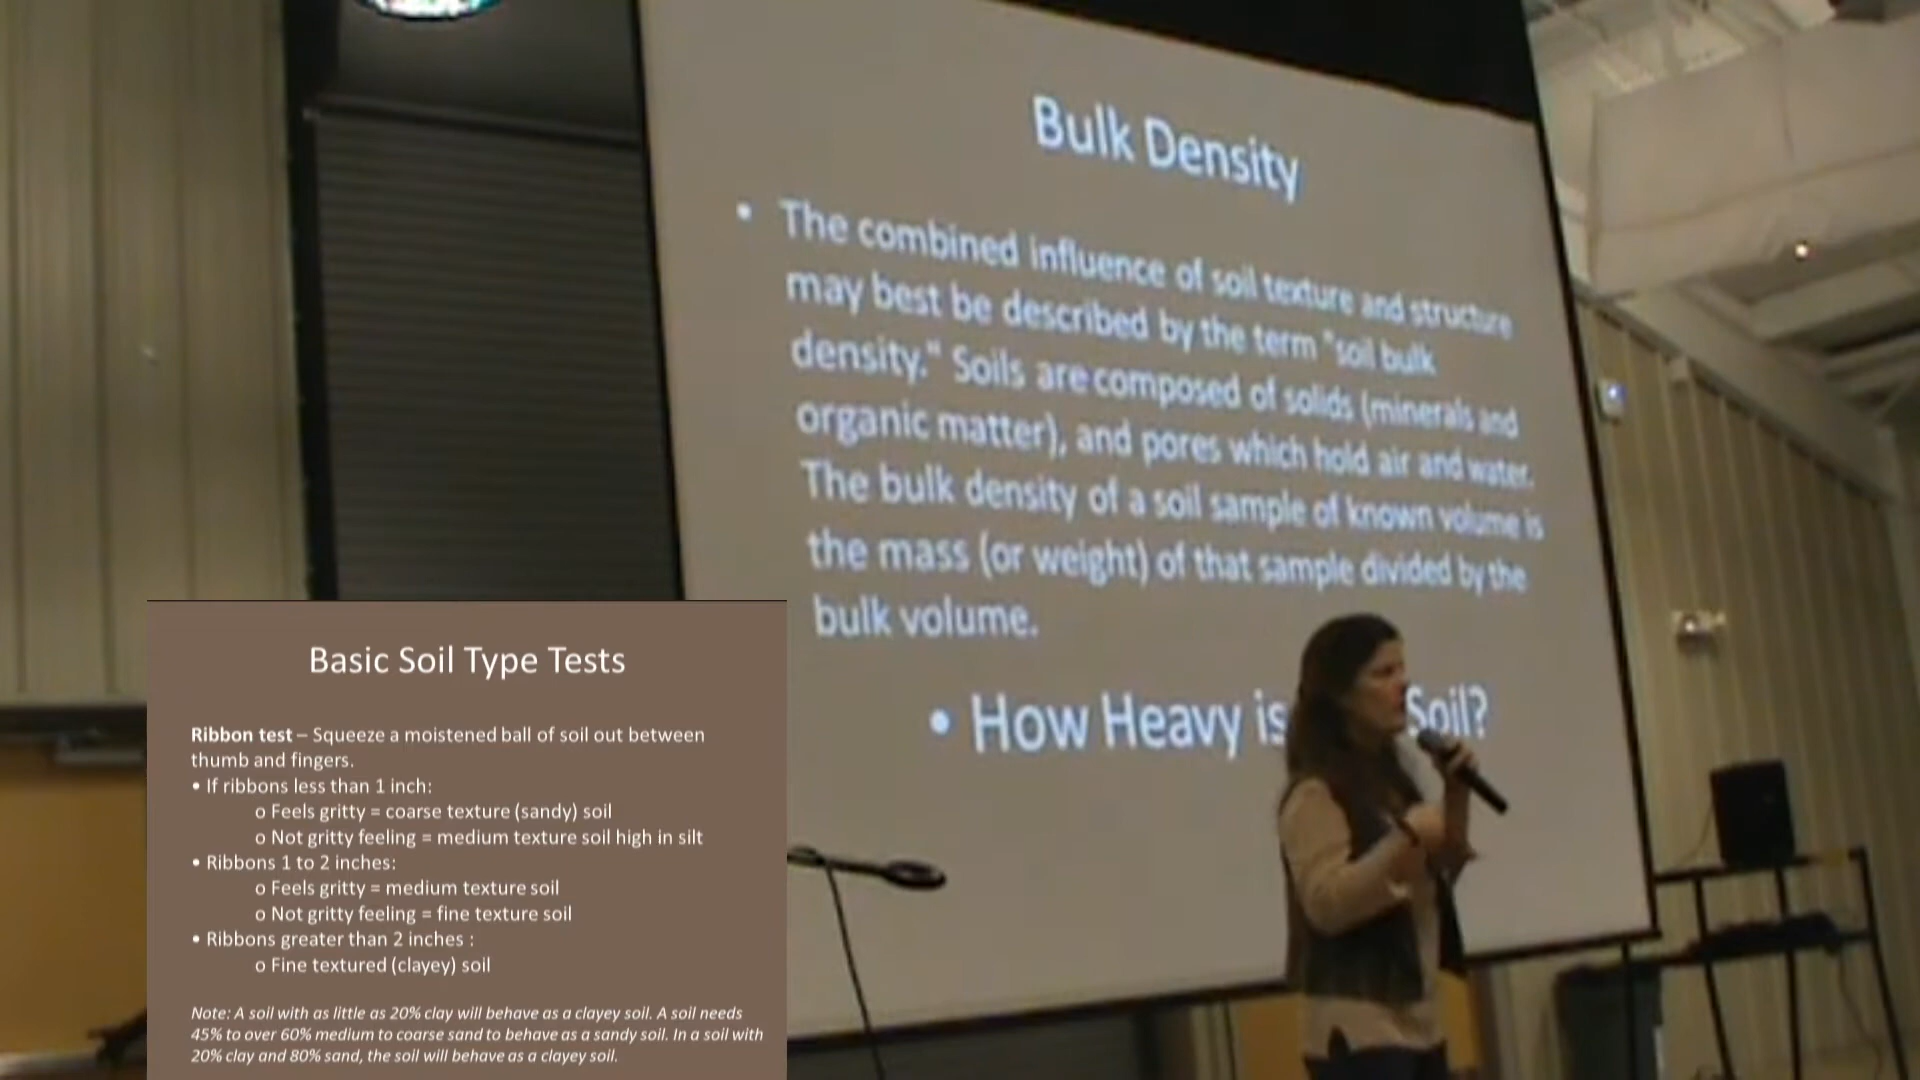 Bulk Density
• The combined influence of soil texture and structure
may best be described by the term "soil bulk
density." Soils are composed of solids (minerals and
organic matter), and pores which hold air and water.
The bulk density of a soil sample of known volume is
the mass (or weight) of that sample divided by the
bulk volume.
• How Heavy is Soil?
Basic Soil Type Tests
Ribbon test – Squeeze a moistened ball of soil out between
thumb and fingers.
• If ribbons less than 1 inch:
o Feels gritty = coarse texture (sandy) soil
o Not gritty feeling = medium texture soil high in silt
• Ribbons 1 to 2 inches:
o Feels gritty = medium texture soil
o Not gritty feeling = fine texture soil
• Ribbons greater than 2 inches :
o Fine textured (clayey) soil
Note: A soil with as little as 20% clay will behave as a clayey soil. A soil needs
45% to over 60% medium to coarse sand to behave as a sandy soil. In a soil with
20% clay and 80% sand, the soil will behave as a clayey soil.